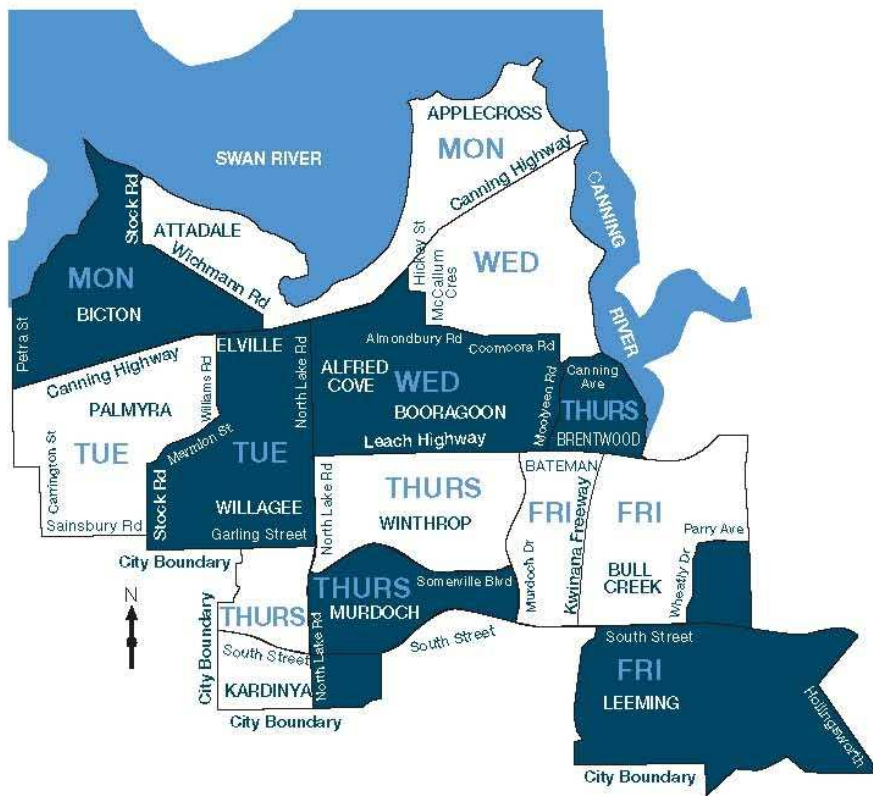 APPLECROSS
MON
SWAN RIVER
Canning Highway
Stock Rd
ATTADALE
Wichmann Rd
CANNING
RIVER
Hickey St
McCallum
Cres
WED
MON
BICTON
Petra St
Canning Highway
Williams Rd
ELVILLE
North Lake Rd
Almondbury Rd
Coomoora Rd
ALFRED
COVE
WED
BOORAGOON
Leach Highway
Moolyeen Rd
Canning
Ave
THURS
BRENTWOOD
PALMYRA
TUE
Carrington St
Marmion St
Stock Rd
TUE
WILLAGEE
Sainsbury Rd
Garling Street
City Boundary
North Lake Rd
THURS
WINTHROP
BATEMAN
FRI
Murdoch Dr
Kwinana Freeway
FRI
BULL
CREEK
Parry Ave
Wheatly Dr
N
City Boundary
THURS
THURS
Somerville Blvd
MURDOCH
North Lake Rd
South Street
South Street
KARDINYA
City Boundary
South Street
FRI
LEEMING
Hollingsworth
City Boundary